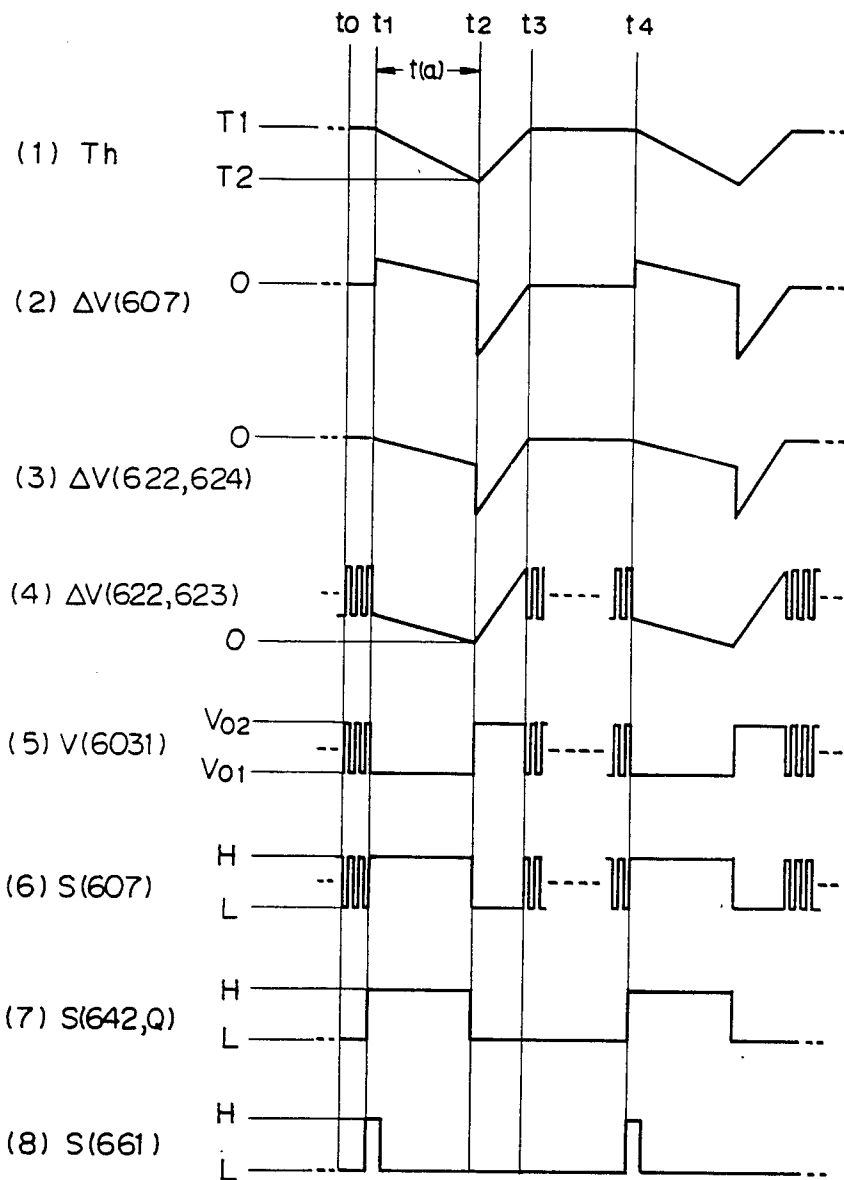 t0 t1 t2 t3 t4
t(a)
(1) Th
T1
T2
(2) ΔV(607)
O
(3) ΔV(622,624)
O
(4) ΔV(622,623)
O
(5) V(6031)
Vo2
Vo1
(6) S(607)
H
L
(7) S(642,Q)
H
L
(8) S(661)
H
L